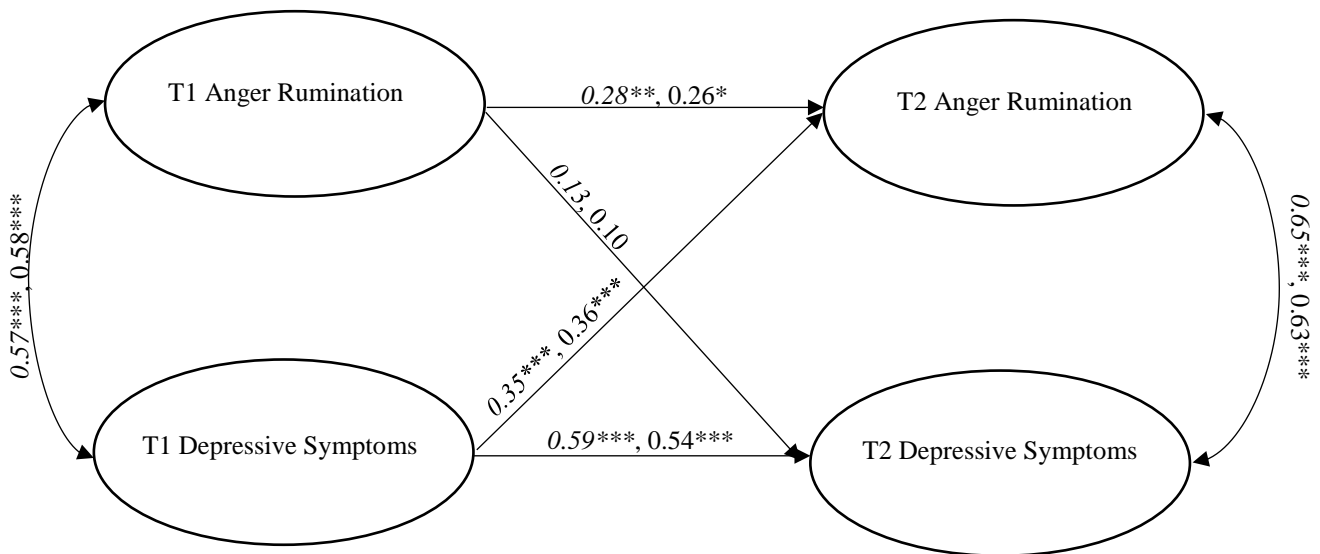 T1 Anger Rumination
0.28**, 0.26*
T2 Anger Rumination
0.13, 0.10
0.57***, 0.58***
0.65***, 0.63***
0.35***, 0.36***
T1 Depressive Symptoms
0.59***, 0.54***
T2 Depressive Symptoms